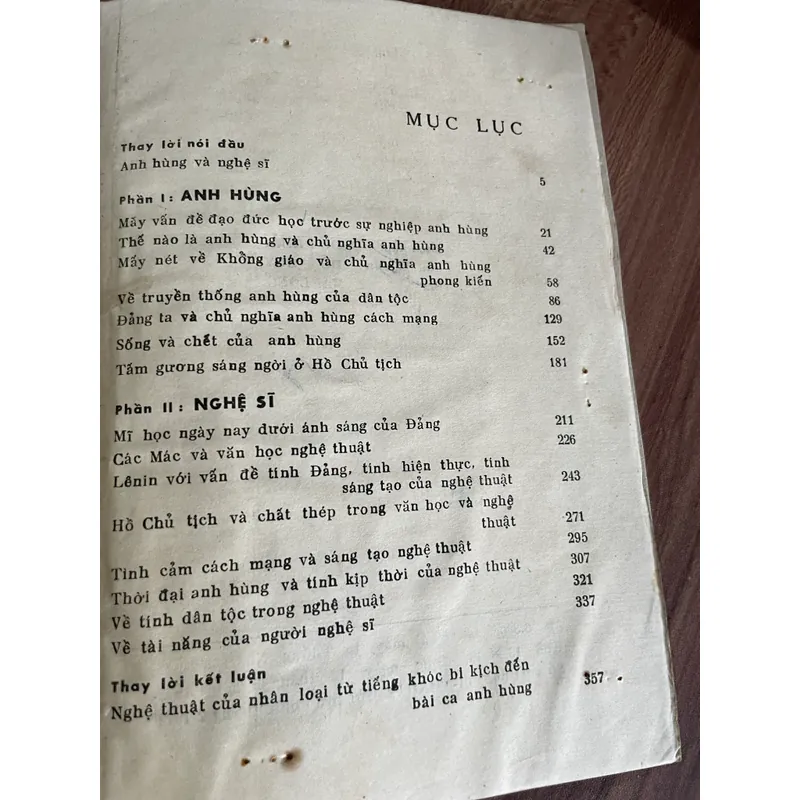 MỤC LỤC
Thay lời nói đầu
Anh hùng và nghệ sĩ
5
Phần I: ANH HÙNG
Mấy vấn đề đạo đức học trước sự nghiệp anh hùng 21
Thế nào là anh hùng và chủ nghĩa anh hùng 42
Mấy nét về Khổng giáo và chủ nghĩa anh hùng
phong kiến 58
Về truyền thống anh hùng của dân tộc 86
Đảng ta và chủ nghĩa anh hùng cách mạng 129
Sống và chết của anh hùng 152
Tấm gương sáng ngời ở Hồ Chủ tịch 181
Phần II: NGHỆ SĨ
Mĩ học ngày nay dưới ánh sáng của Đảng 211
Các Mác và văn học nghệ thuật 226
Lênin với vấn đề tính Đảng, tính hiện thực, tính
sáng tạo của nghệ thuật 243
Hồ Chủ tịch và chất thép trong văn học và nghệ
thuật 271
Tình cảm cách mạng và sáng tạo nghệ thuật 295
Thời đại anh hùng và tính kịp thời của nghệ thuật 307
Về tính dân tộc trong nghệ thuật 321
Về tài năng của người nghệ sĩ 337
Thay lời kết luận
Nghệ thuật của nhân loại từ tiếng khóc bi kịch đến
bài ca anh hùng 357